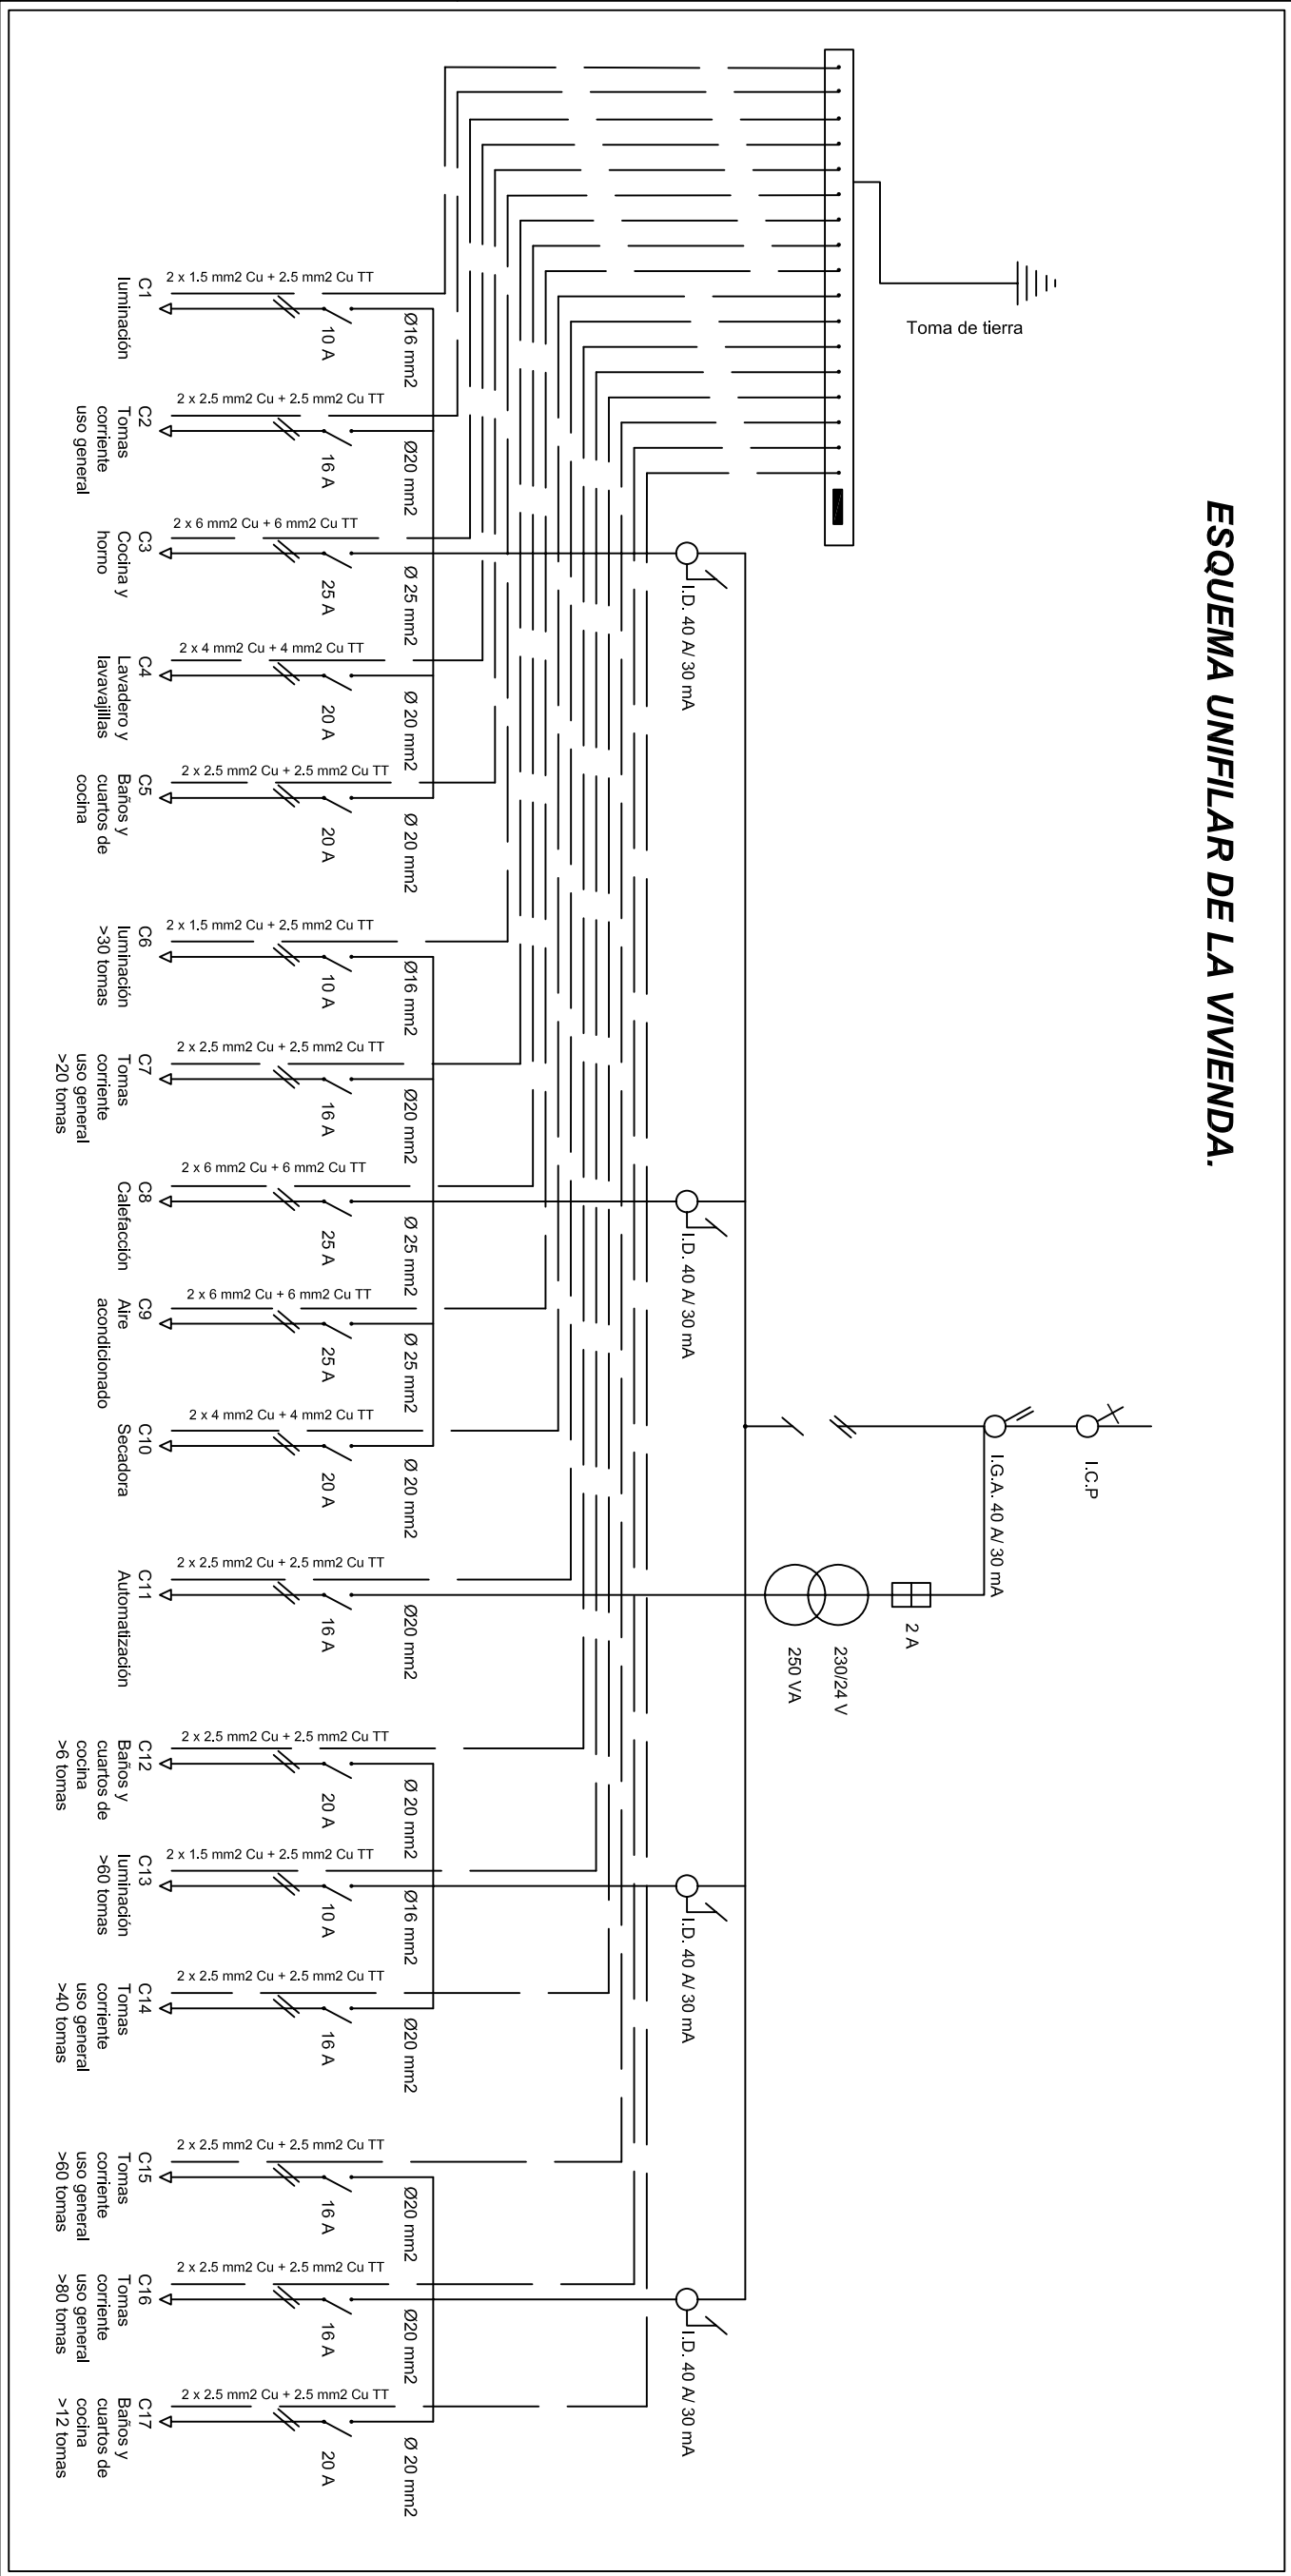 ESQUEMA UNIFILAR DE LA VIVIENDA.
Toma de tierra
I.C.P
I.G.A. 40 A/ 30 mA
2 A
230/24 V
250 VA
I.D. 40 A/ 30 mA
I.D. 40 A/ 30 mA
I.D. 40 A/ 30 mA
I.D. 40 A/ 30 mA
Ø16 mm2
10 A
2 x 1.5 mm2 Cu + 2.5 mm2 Cu TT
C1
Iuminación
Ø20 mm2
16 A
2 x 2.5 mm2 Cu + 2.5 mm2 Cu TT
C2
Tomas
corriente
uso general
Ø 25 mm2
25 A
2 x 6 mm2 Cu + 6 mm2 Cu TT
C3
Cocina y
horno
Ø 20 mm2
20 A
2 x 4 mm2 Cu + 4 mm2 Cu TT
C4
Lavadero y
lavavajillas
Ø 20 mm2
20 A
2 x 2.5 mm2 Cu + 2.5 mm2 Cu TT
C5
Baños y
cuartos de
cocina
Ø16 mm2
10 A
2 x 1.5 mm2 Cu + 2.5 mm2 Cu TT
C6
Iuminación
>30 tomas
Ø20 mm2
16 A
2 x 2.5 mm2 Cu + 2.5 mm2 Cu TT
C7
Tomas
corriente
uso general
>20 tomas
Ø 25 mm2
25 A
2 x 6 mm2 Cu + 6 mm2 Cu TT
C8
Calefacción
Ø 25 mm2
25 A
2 x 6 mm2 Cu + 6 mm2 Cu TT
C9
Aire
acondicionado
Ø 20 mm2
20 A
2 x 4 mm2 Cu + 4 mm2 Cu TT
C10
Secadora
Ø20 mm2
16 A
2 x 2.5 mm2 Cu + 2.5 mm2 Cu TT
C11
Automatización
Ø 20 mm2
20 A
2 x 2.5 mm2 Cu + 2.5 mm2 Cu TT
C12
Baños y
cuartos de
cocina
>6 tomas
Ø16 mm2
10 A
2 x 1.5 mm2 Cu + 2.5 mm2 Cu TT
C13
Iuminación
>60 tomas
Ø20 mm2
16 A
2 x 2.5 mm2 Cu + 2.5 mm2 Cu TT
C14
Tomas
corriente
uso general
>40 tomas
Ø20 mm2
16 A
2 x 2.5 mm2 Cu + 2.5 mm2 Cu TT
C15
Tomas
corriente
uso general
>60 tomas
Ø20 mm2
16 A
2 x 2.5 mm2 Cu + 2.5 mm2 Cu TT
C16
Tomas
corriente
uso general
>80 tomas
Ø 20 mm2
20 A
2 x 2.5 mm2 Cu + 2.5 mm2 Cu TT
C17
Baños y
cuartos de
cocina
>12 tomas